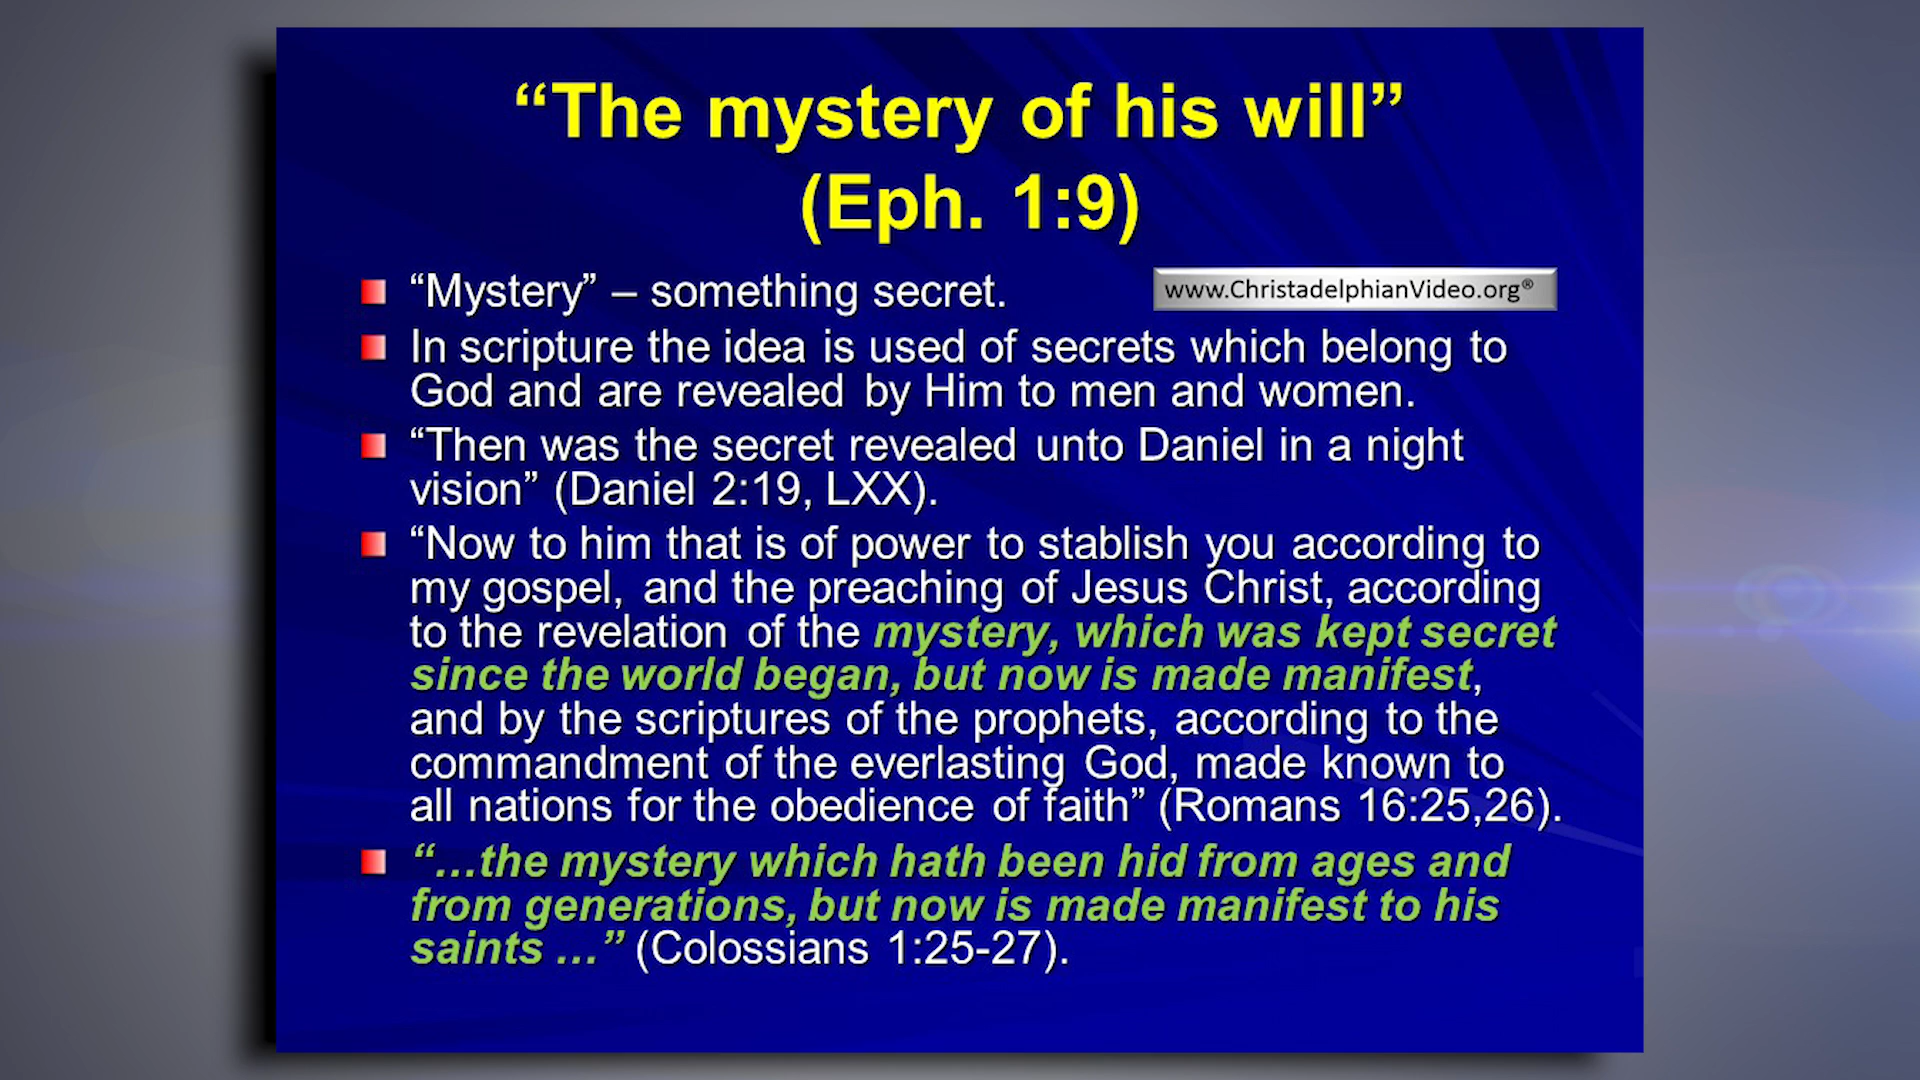 “The mystery of his will”
(Eph. 1:9)
“Mystery” – something secret.
www.ChristadelphianVideo.org®
In scripture the idea is used of secrets which belong to
God and are revealed by Him to men and women.
“Then was the secret revealed unto Daniel in a night
vision” (Daniel 2:19, LXX).
“Now to him that is of power to stablish you according to
my gospel, and the preaching of Jesus Christ, according
to the revelation of the mystery, which was kept secret
since the world began, but now is made manifest,
and by the scriptures of the prophets, according to the
commandment of the everlasting God, made known to
all nations for the obedience of faith” (Romans 16:25,26).
“…the mystery which hath been hid from ages and
from generations, but now is made manifest to his
saints …” (Colossians 1:25-27).